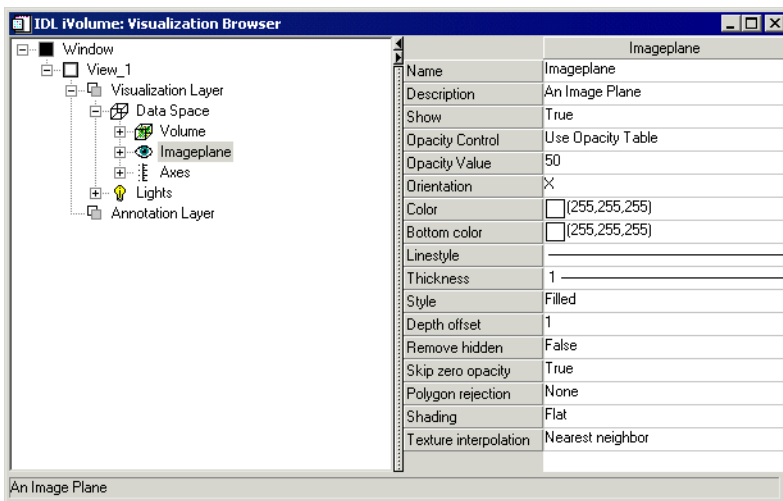 IDL iVolume: Visualization Browser
Window
View_1
Visualization Layer
Data Space
Volume
Imageplane
Axes
Lights
Annotation Layer
Imageplane
Name Imageplane
Description An Image Plane
Show True
Opacity Control Use Opacity Table
Opacity Value 50
Orientation X
Color (255,255,255)
Bottom color (255,255,255)
Linestyle
Thickness 1
Style Filled
Depth offset 1
Remove hidden False
Skip zero opacity True
Polygon rejection None
Shading Flat
Texture interpolation Nearest neighbor
An Image Plane